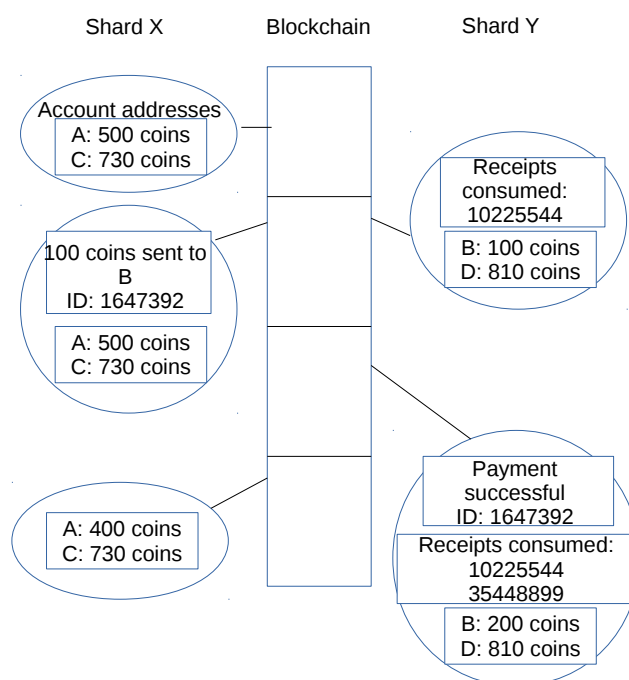 Shard X
Blockchain
Shard Y
Account addresses
A: 500 coins
C: 730 coins
Receipts
consumed:
10225544
B: 100 coins
D: 810 coins
100 coins sent to
B
ID: 1647392
A: 500 coins
C: 730 coins
Payment
successful
ID: 1647392
Receipts consumed:
10225544
35448899
B: 200 coins
D: 810 coins
A: 400 coins
C: 730 coins